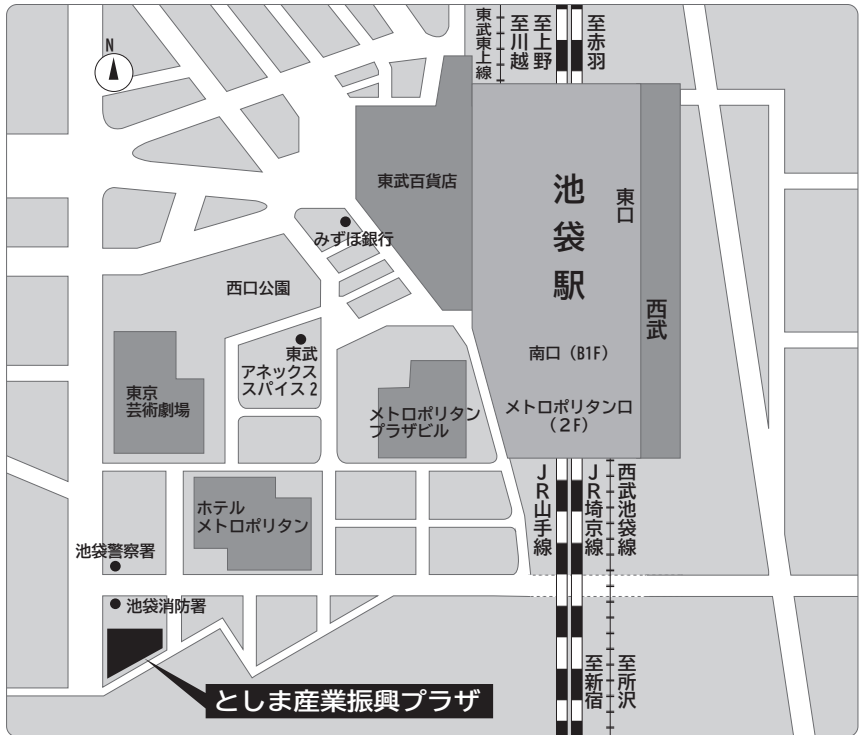 N
東武東上線
至川越
至上野
至赤羽
東武百貨店
池袋駅
東口
西武
みずほ銀行
西口公園
南口（B1F）
東武
アネックス
スパイス2
東京
芸術劇場
メトロポリタン
プラザビル
メトロポリタン口
（2F）
JR山手線
JR埼京線
西武池袋線
ホテル
メトロポリタン
池袋警察署
池袋消防署
至新宿
至所沢
としま産業振興プラザ